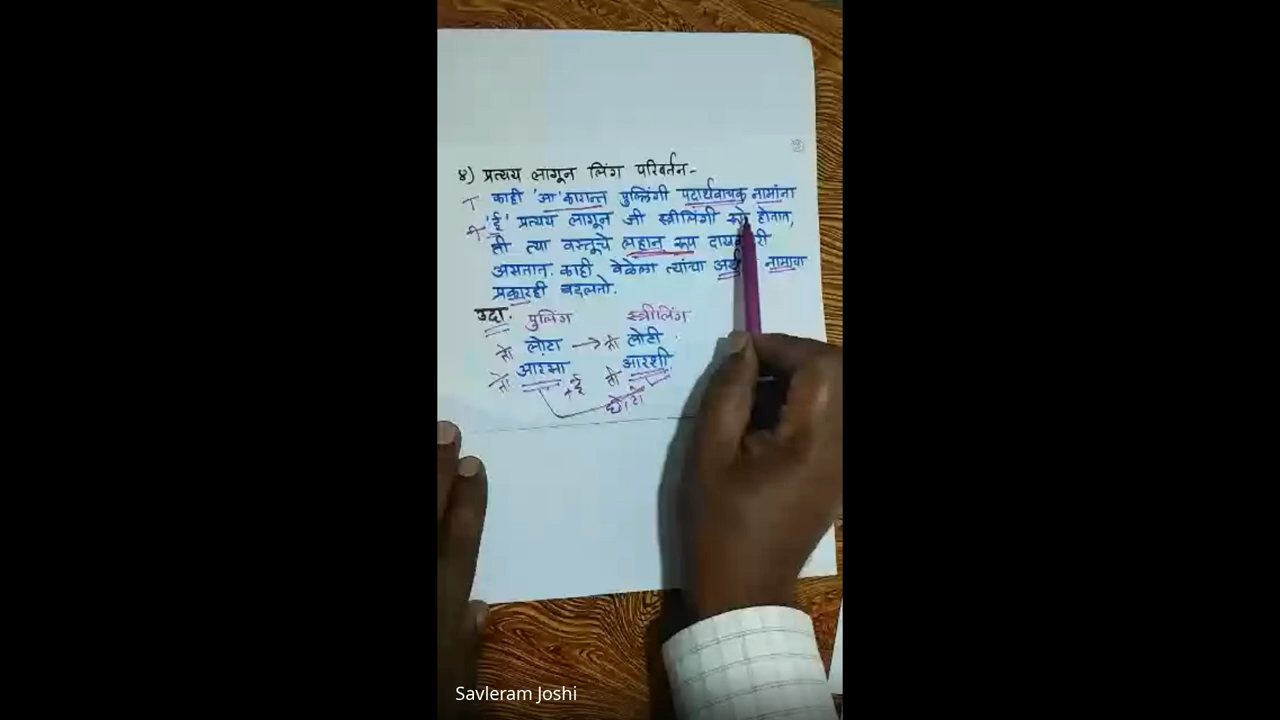 ४) प्रत्यय लागून लिंग परिवर्तन-
काही 'आ'कारान्त पुल्लिंगी पदार्थवाचक नामांना
'ई' प्रत्यय लागून जी स्त्रीलिंगी रूपे होतात,
ती त्या वस्तूचे लहान रूप
असतात. काही वेळेला त्यांचा अर्थ नामाचा
प्रकारही बदलतो.
उदा. पुलिंग स्त्रीलिंग
तो लोटा → ती लोटी
तो आरसा ती आरशी
+ ई
छोटी
Savleram Joshi